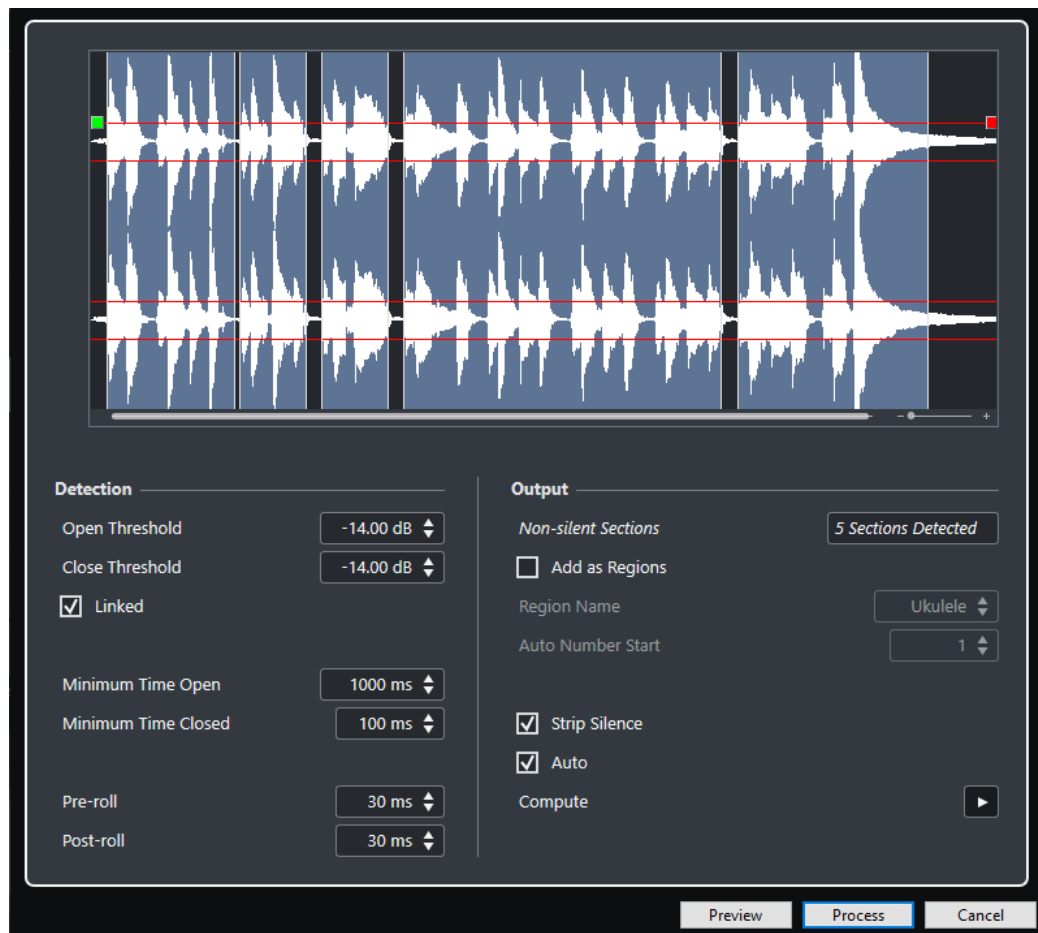 Detection
Open Threshold -14.00 dB
Close Threshold -14.00 dB
Linked
Minimum Time Open 1000 ms
Minimum Time Closed 100 ms
Pre-roll 30 ms
Post-roll 30 ms
Output
Non-silent Sections 5 Sections Detected
Add as Regions
Region Name Ukulele
Auto Number Start 1
Strip Silence
Auto
Compute
Preview Process Cancel